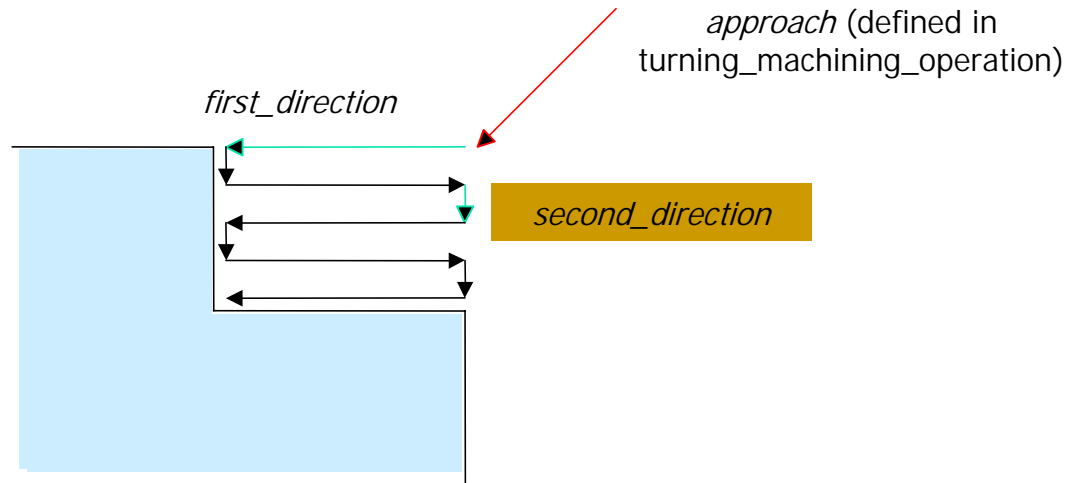 approach (defined in
turning_machining_operation)
first_direction
second_direction